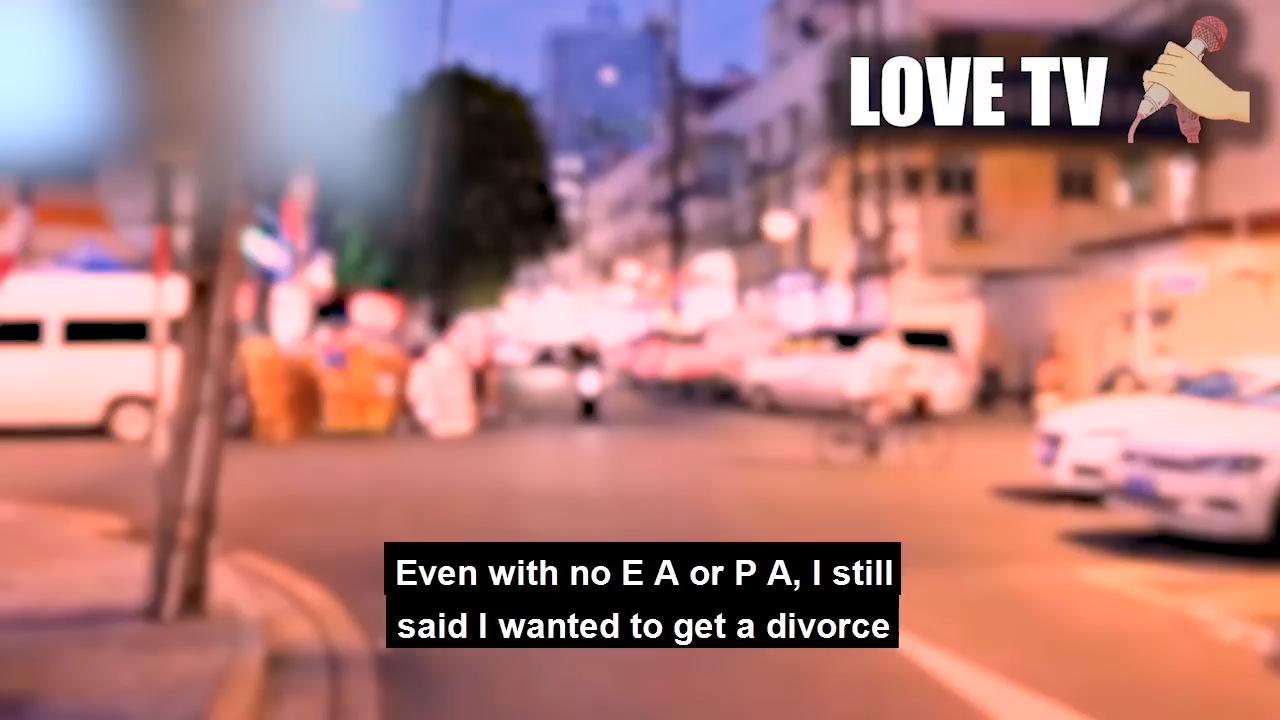 LOVE TV
Even with no E A or P A, I still
said I wanted to get a divorce